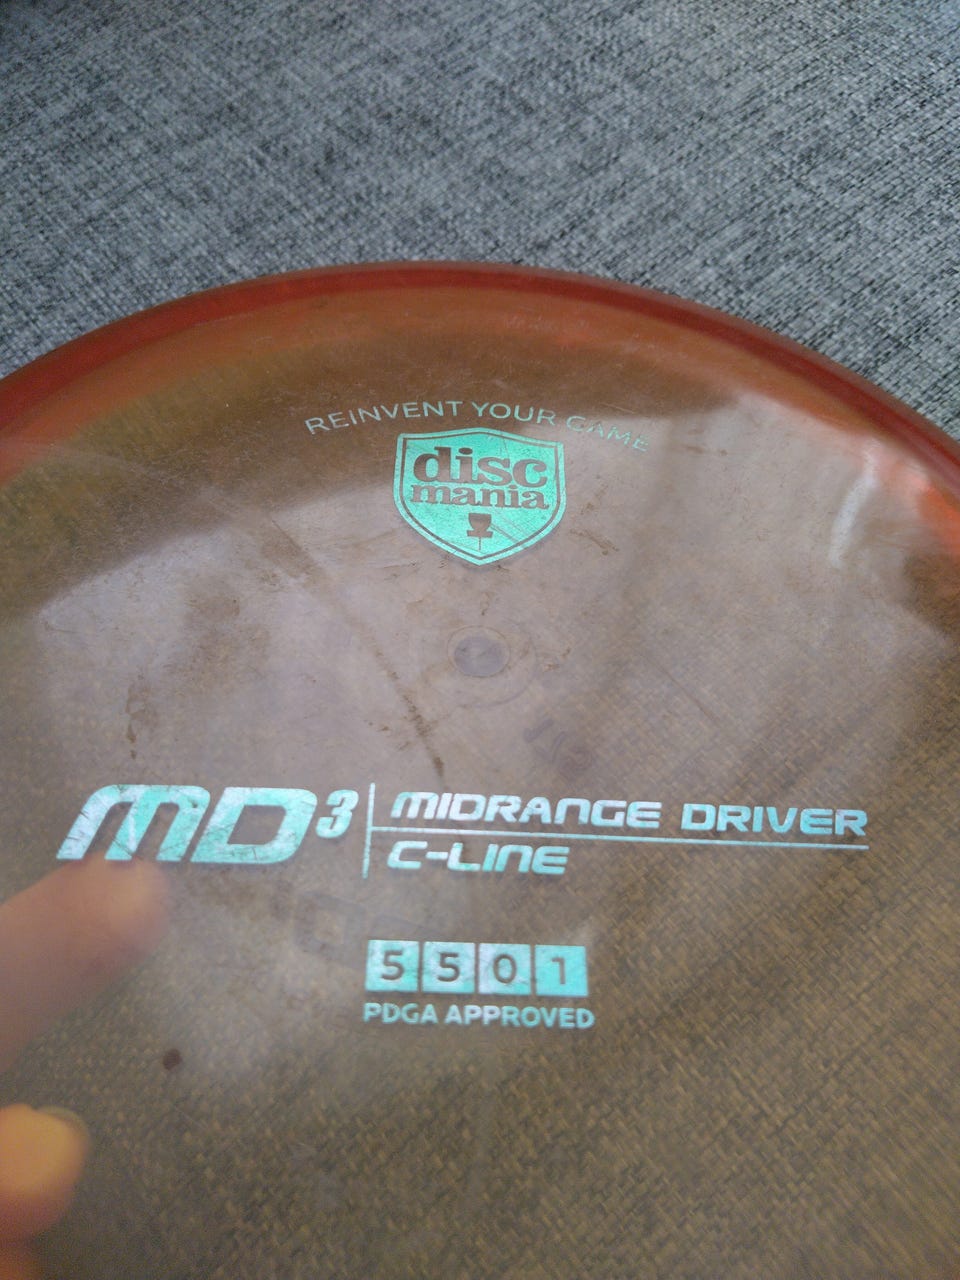 REINVENT YOUR GAME
disc
mania
MD3
MIDRANGE DRIVER
C-LINE
5 5 0 1
PDGA APPROVED